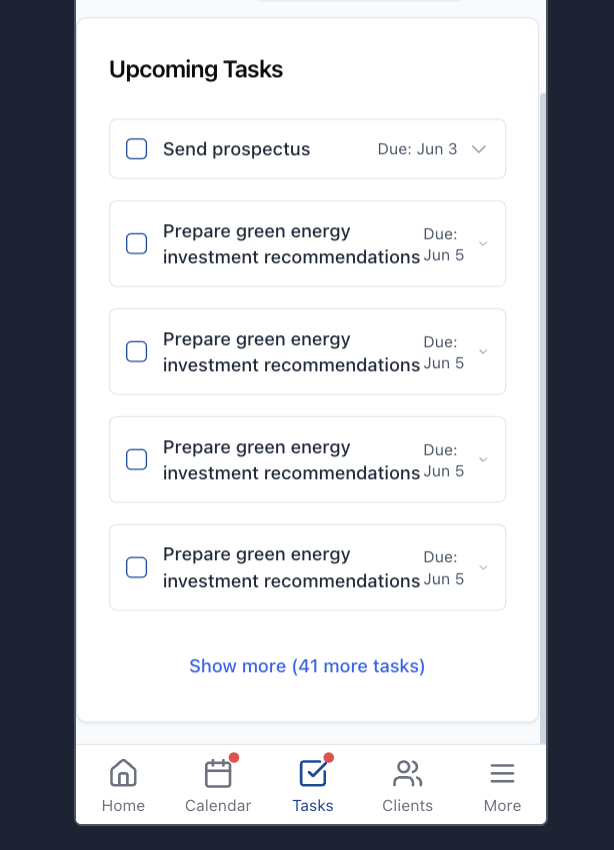 Upcoming Tasks
Send prospectus Due: Jun 3
Prepare green energy Due:
investment recommendations Jun 5
Prepare green energy Due:
investment recommendations Jun 5
Prepare green energy Due:
investment recommendations Jun 5
Prepare green energy Due:
investment recommendations Jun 5
Show more (41 more tasks)
Home Calendar Tasks Clients More